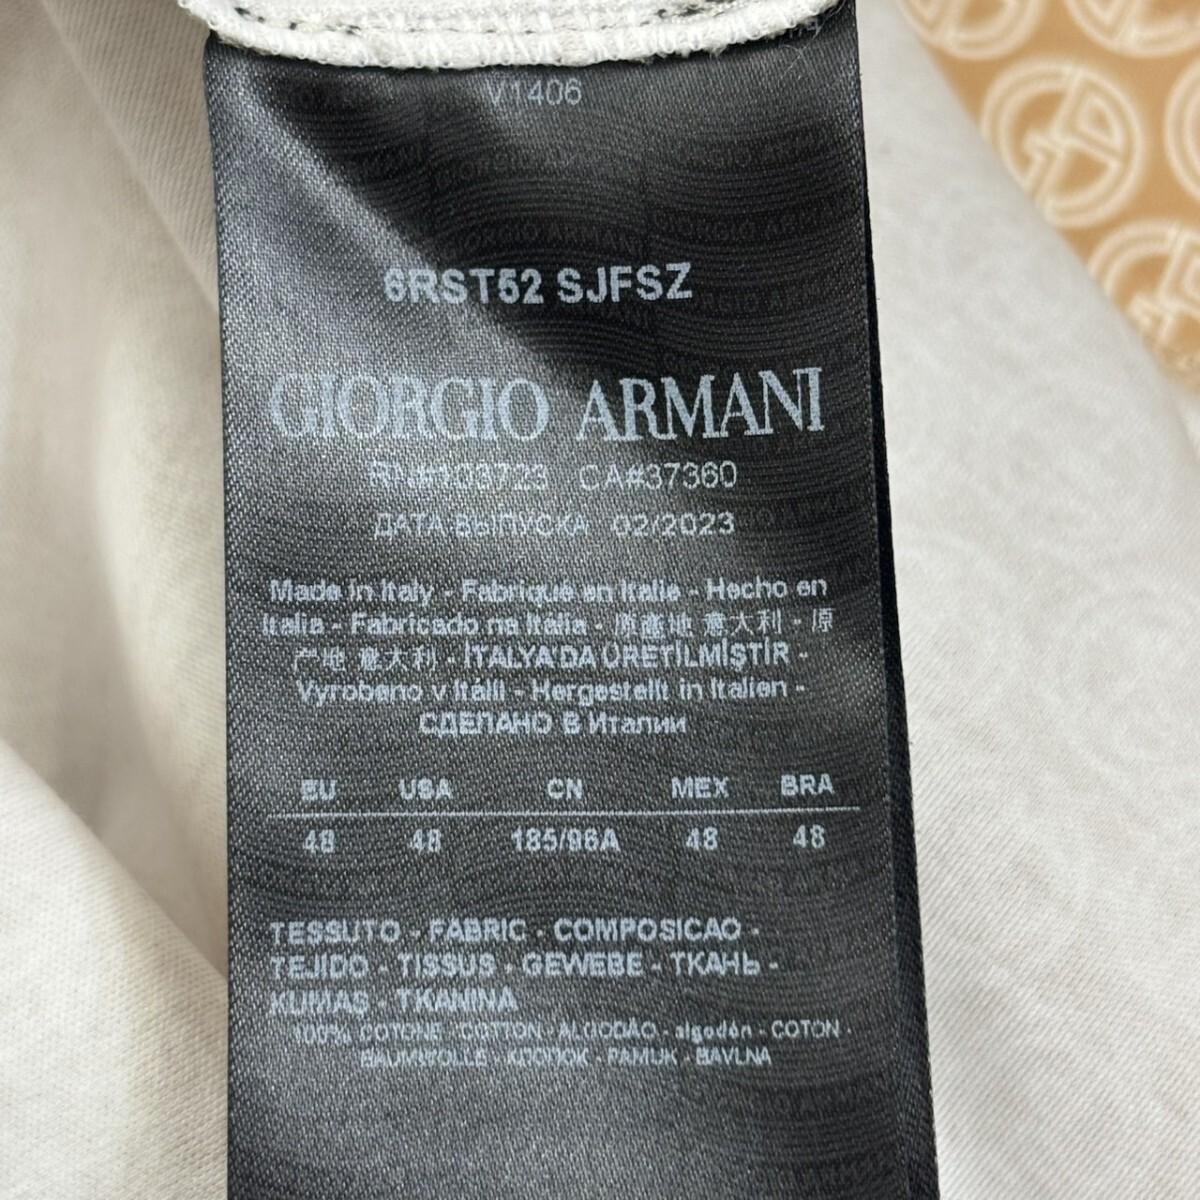 V1406
6RST52 SJFSZ
GIORGIO ARMANI
RN#103723 CA#37360
ДАТА ВЫПУСКА 02/2023
Made in Italy - Fabriqué en Italie - Hecho en
Italia - Fabricado na Italia - 原產地 意大利 - 原
产地 意大利 - İTALYA'DA ÜRETİLMİŞTİR -
Vyrobeno v Itálii - Hergestellt in Italien -
СДЕЛАНО В Италии
EU USA CN MEX BRA
48 48 185/96A 48 48
TESSUTO - FABRIC - COMPOSICAO -
TEJIDO - TISSUS - GEWEBE - ТКАНЬ -
KUMAŞ - TKANINA
100% COTONE - COTTON - ALGODÃO - algodón - COTON -
BAUMWOLLE - ХЛОПОК - PAMUK - BAVLNA